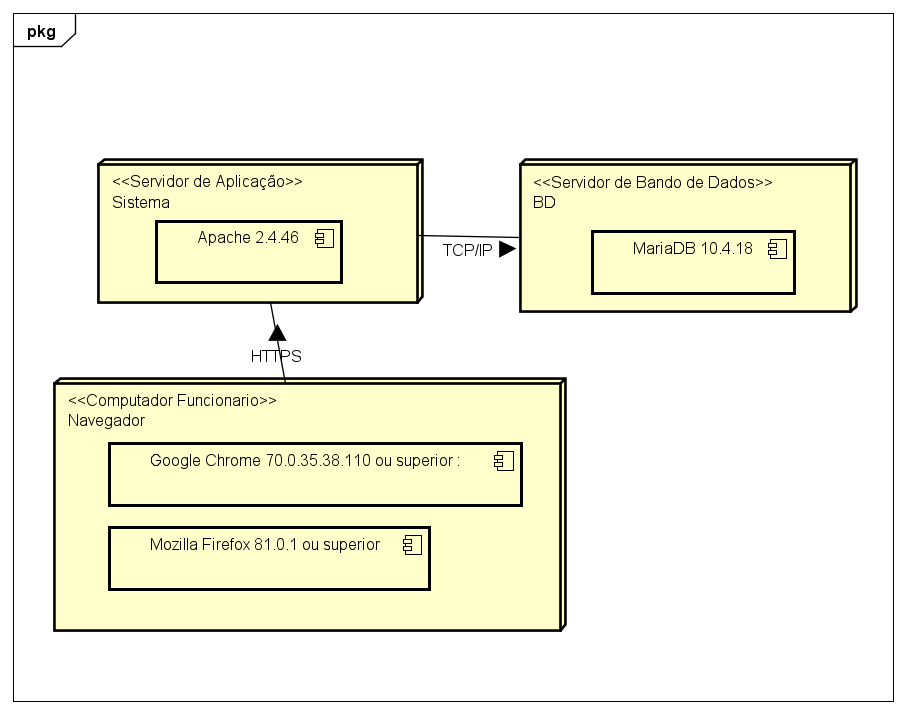 pkg
<<Servidor de Aplicação>>
Sistema
Apache 2.4.46
TCP/IP
<<Servidor de Bando de Dados>>
BD
MariaDB 10.4.18
HTTPS
<<Computador Funcionario>>
Navegador
Google Chrome 70.0.35.38.110 ou superior :
Mozilla Firefox 81.0.1 ou superior